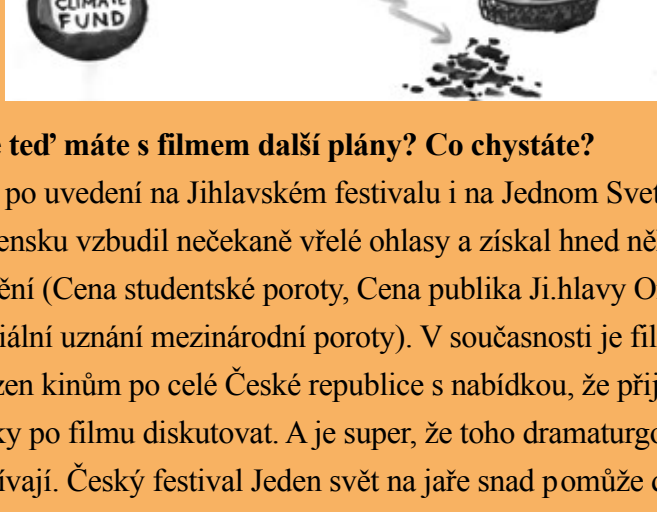 CLIMATE
FUND
teď máte s filmem další plány? Co chystáte?
po uvedení na Jihlavském festivalu i na Jednom Svet
ensku vzbudil nečekaně vřelé ohlasy a získal hned ně
ění (Cena studentské poroty, Cena publika Ji.hlavy O
iální uznání mezinárodní poroty). V současnosti je fil
zen kinům po celé České republice s nabídkou, že přij
ky po filmu diskutovat. A je super, že toho dramaturgo
ívají. Český festival Jeden svět na jaře snad pomůže